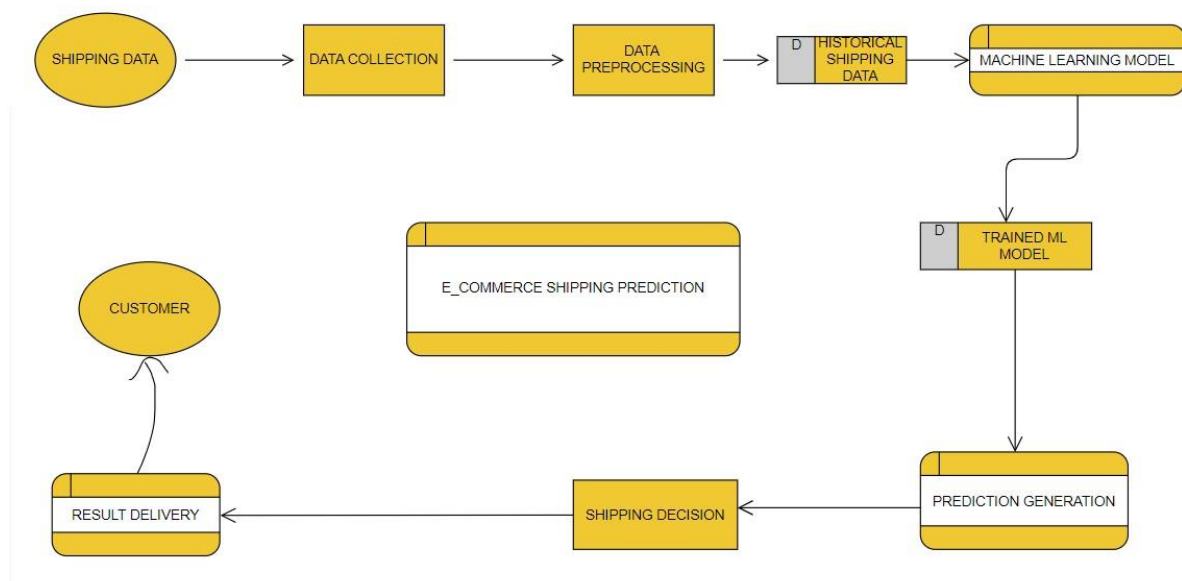 SHIPPING DATA
DATA COLLECTION
DATA
PREPROCESSING
D
HISTORICAL
SHIPPING
DATA
MACHINE LEARNING MODEL
D
TRAINED ML
MODEL
E_COMMERCE SHIPPING PREDICTION
CUSTOMER
PREDICTION GENERATION
SHIPPING DECISION
RESULT DELIVERY